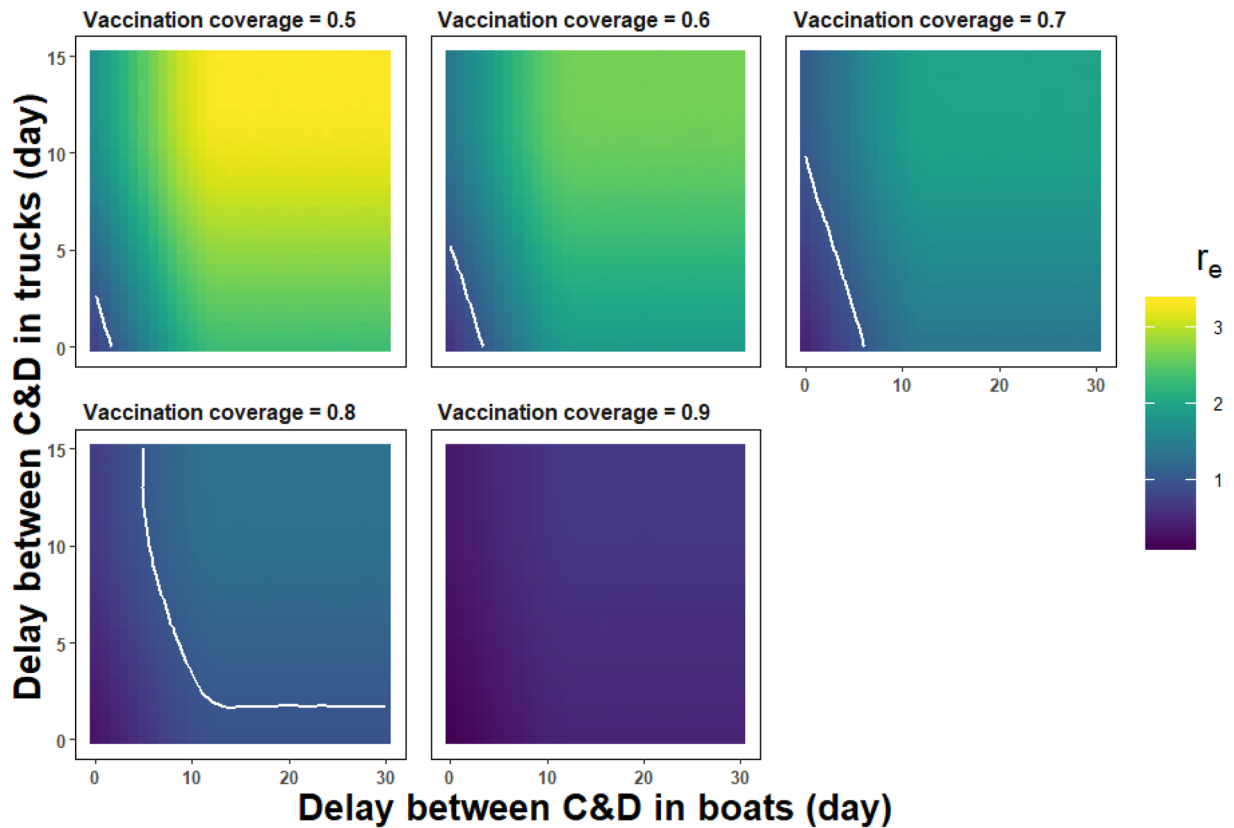 Vaccination coverage = 0.5
Vaccination coverage = 0.6
Vaccination coverage = 0.7
15
10
5
0
0 10 20 30
Vaccination coverage = 0.8
Vaccination coverage = 0.9
15
10
5
0
0 10 20 30
0 10 20 30
Delay between C&D in trucks (day)
Delay between C&D in boats (day)
re
3
2
1